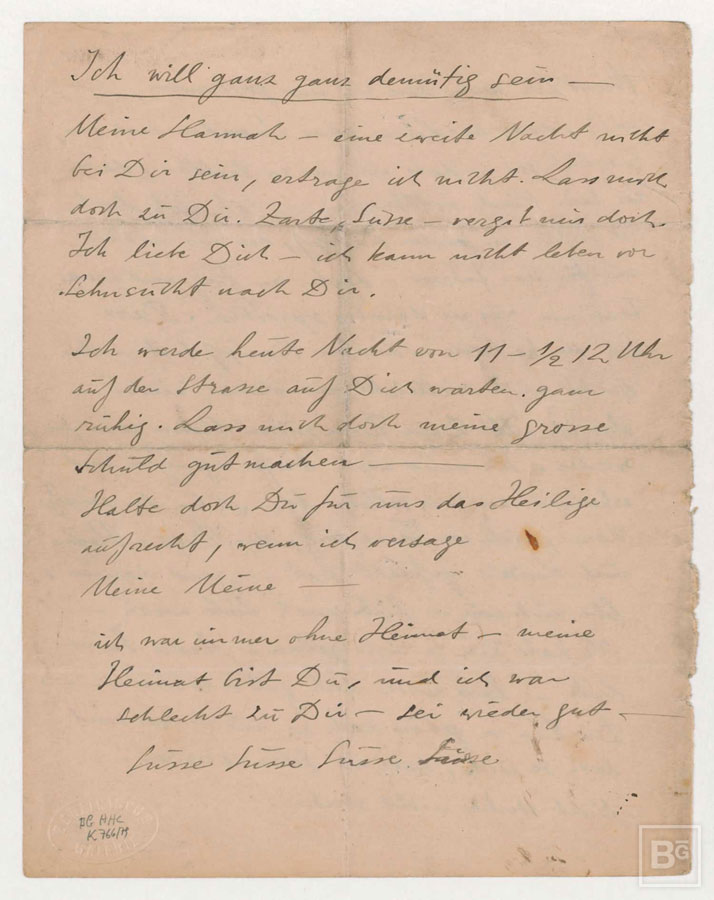 Ich will ganz ganz demütig sein —
Meine Hannah — eine zweite Nacht nicht
bei Dir sein, ertrage ich nicht. Lass mich
doch zu Dir. Zarte, Süsse — vergib mir doch.
Ich liebe Dich — ich kann nicht leben vor
Sehnsucht nach Dir.
Ich werde heute Nacht von 11 – ½ 12 Uhr
auf der Strasse auf Dich warten. ganz
ruhig. Lass mich doch meine grosse
Schuld gutmachen —
Halte doch Du für uns das Heilige
aufrecht, wenn ich versage
Meine Meine —
ich war immer ohne Heimat — meine
Heimat bist Du, und ich war
schlecht zu Dir — sei wieder gut —
Süsse Süsse Süsse Süsse
BG HHC
K 766/79
BG